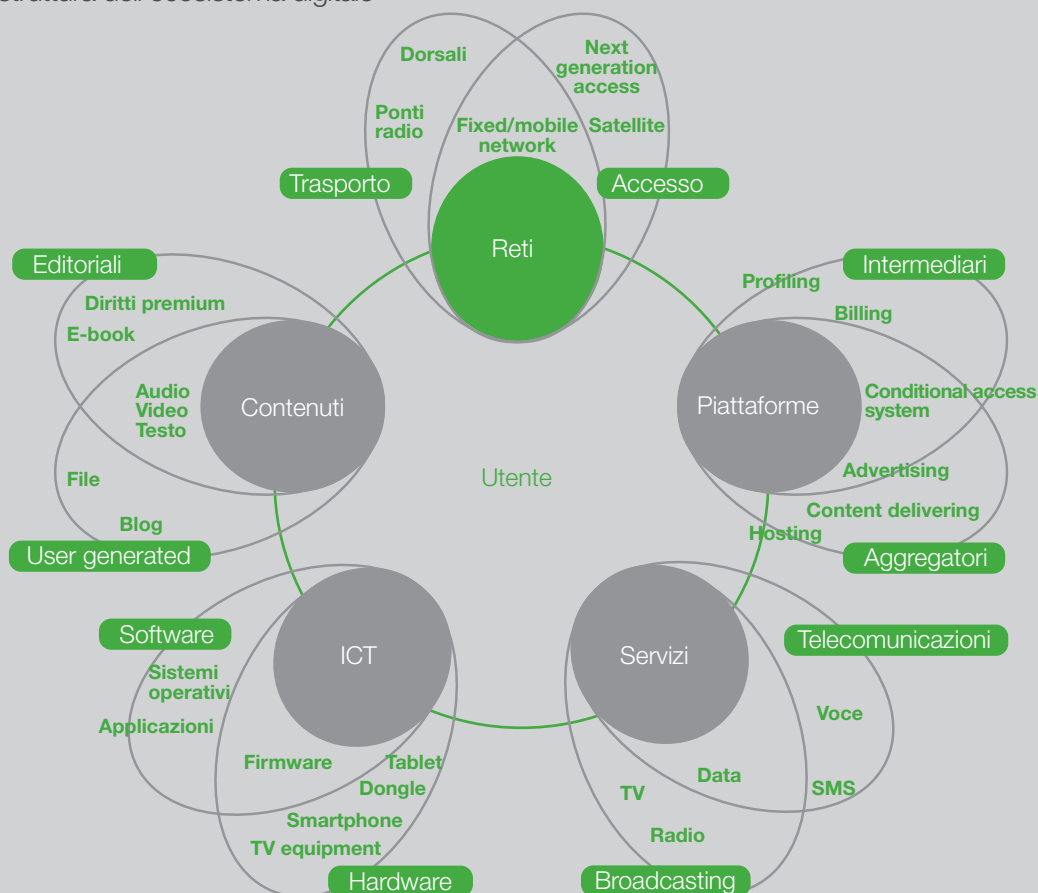 struttura dell'ecosistema digitale
Dorsali
Next
generation
access
Ponti
radio
Fixed/mobile
network
Satellite
Trasporto
Accesso
Reti
Editoriali
Diritti premium
E-book
Audio
Video
Testo
Contenuti
File
Blog
User generated
Intermediari
Profiling
Billing
Piattaforme
Conditional access
system
Advertising
Content delivering
Hosting
Aggregatori
Utente
Software
Sistemi
operativi
Applicazioni
ICT
Firmware
Tablet
Dongle
Smartphone
TV equipment
Hardware
Servizi
Telecomunicazioni
Voce
Data
SMS
TV
Radio
Broadcasting